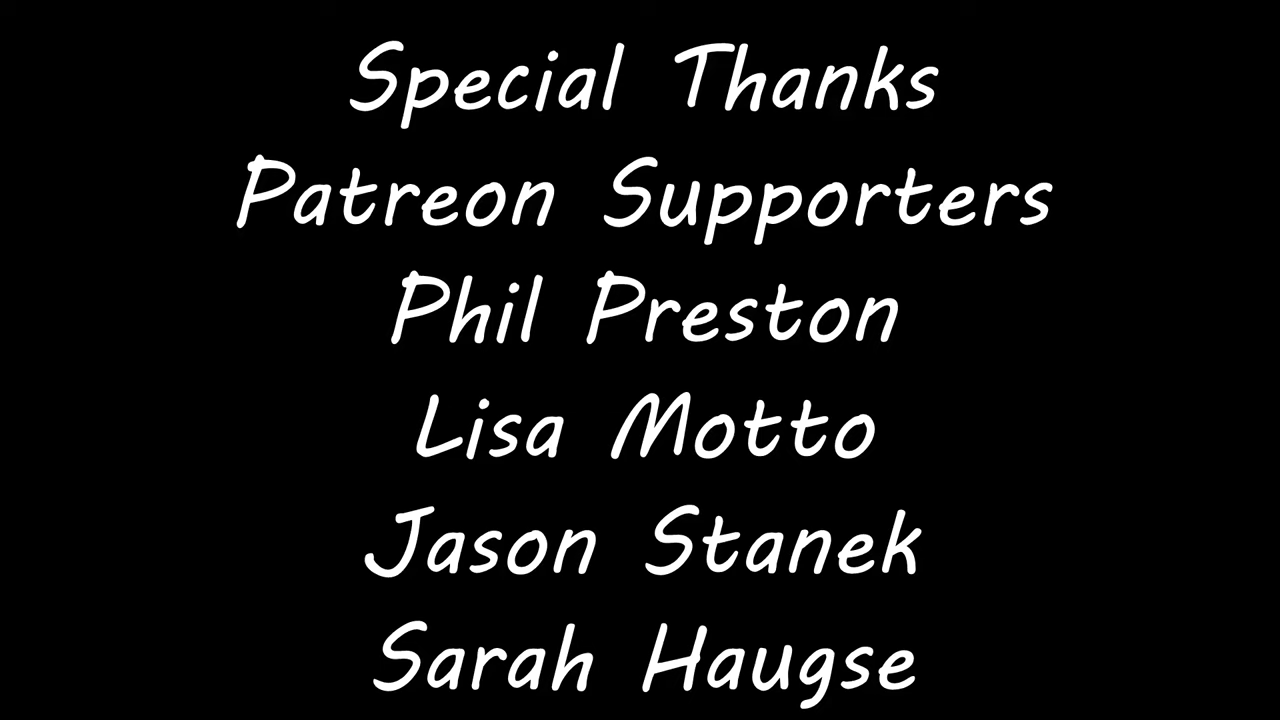 Special Thanks
Patreon Supporters
Phil Preston
Lisa Motto
Jason Stanek
Sarah Haugse